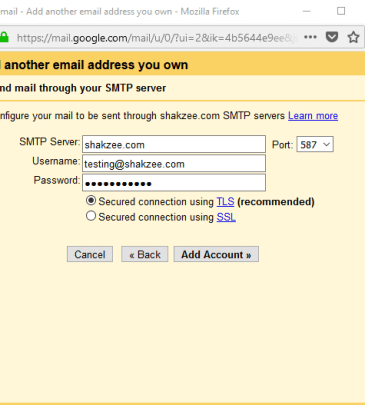 mail - Add another email address you own - Mozilla Firefox
https://mail.google.com/mail/u/0/?ui=2&ik=4b5644e9ee8
another email address you own
nd mail through your SMTP server
nfigure your mail to be sent through shakzee.com SMTP servers Learn more
SMTP Server: shakzee.com Port: 587
Username: testing@shakzee.com
Password: •••••••••••
Secured connection using TLS (recommended)
Secured connection using SSL
Cancel « Back Add Account »